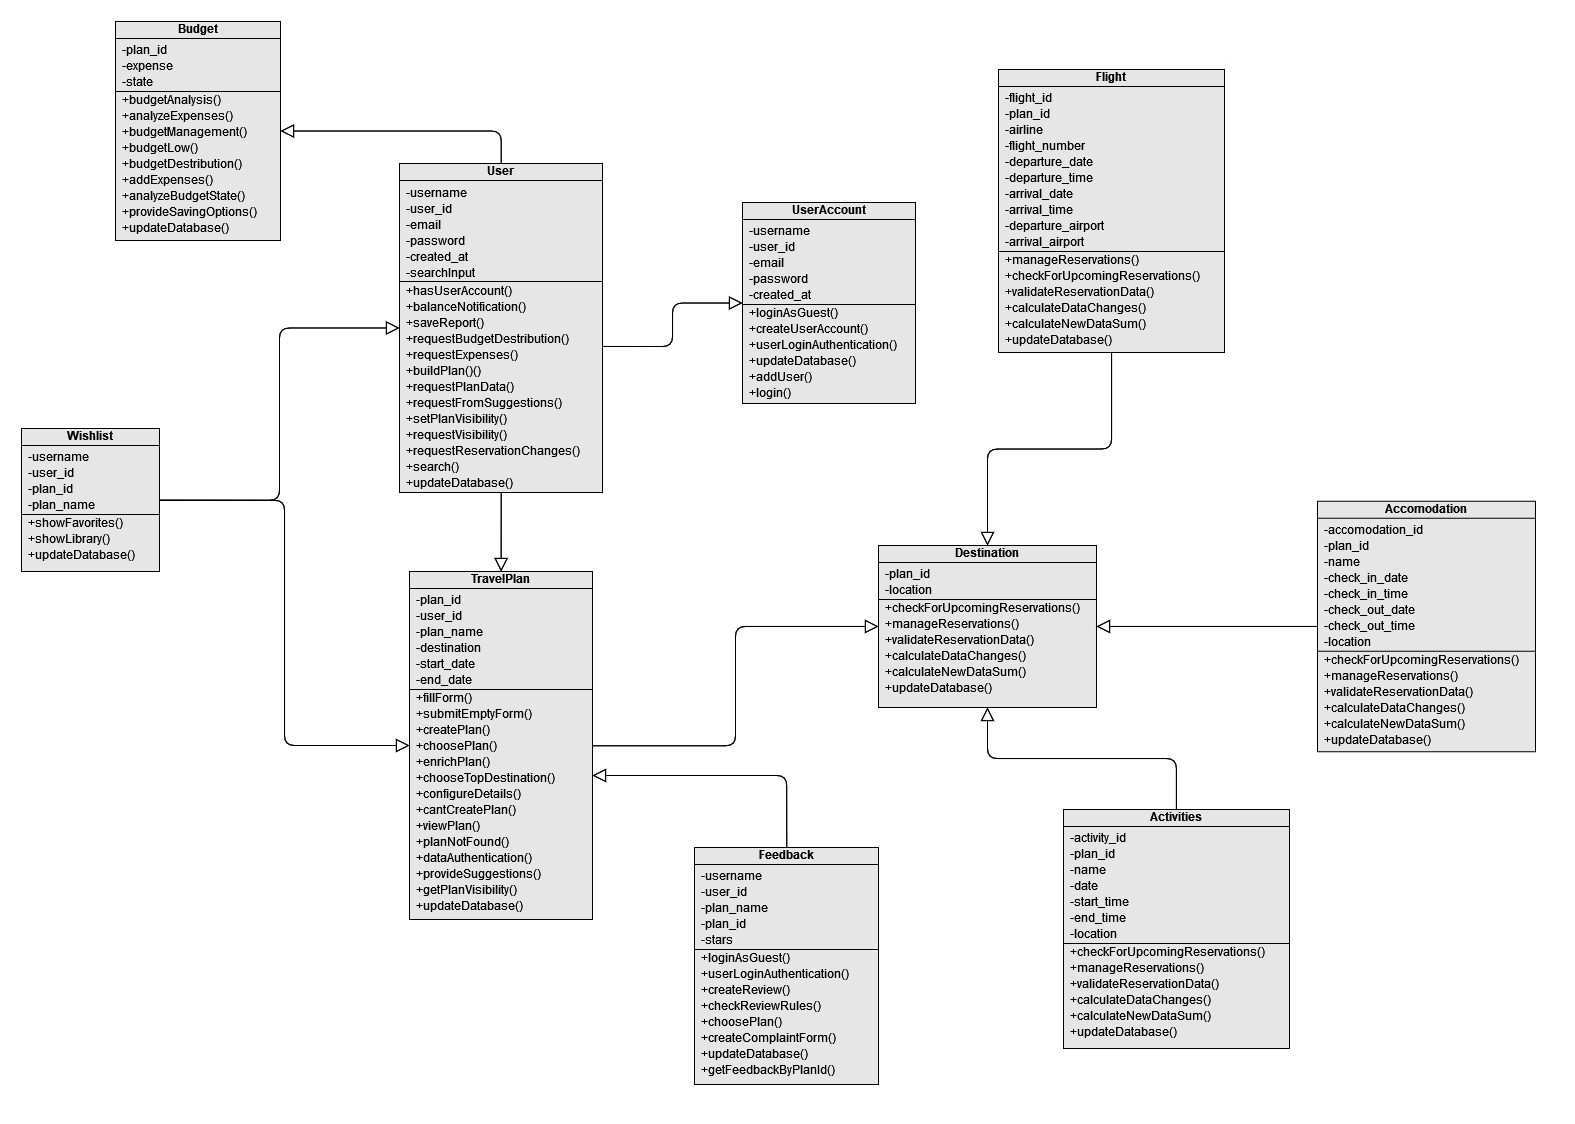 Budget
-plan_id
-expense
-state
+budgetAnalysis()
+analyzeExpenses()
+budgetManagement()
+budgetLow()
+budgetDestribution()
+addExpenses()
+analyzeBudgetState()
+provideSavingOptions()
+updateDatabase()
User
-username
-user_id
-email
-password
-created_at
-searchInput
+hasUserAccount()
+balanceNotification()
+saveReport()
+requestBudgetDestribution()
+requestExpenses()
+buildPlan()()
+requestPlanData()
+requestFromSuggestions()
+setPlanVisibility()
+requestVisibility()
+requestReservationChanges()
+search()
+updateDatabase()
UserAccount
-username
-user_id
-email
-password
-created_at
+loginAsGuest()
+createUserAccount()
+userLoginAuthentication()
+updateDatabase()
+addUser()
+login()
Flight
-flight_id
-plan_id
-airline
-flight_number
-departure_date
-departure_time
-arrival_date
-arrival_time
-departure_airport
-arrival_airport
+manageReservations()
+checkForUpcomingReservations()
+validateReservationData()
+calculateDataChanges()
+calculateNewDataSum()
+updateDatabase()
Wishlist
-username
-user_id
-plan_id
-plan_name
+showFavorites()
+showLibrary()
+updateDatabase()
TravelPlan
-plan_id
-user_id
-plan_name
-destination
-start_date
-end_date
+fillForm()
+submitEmptyForm()
+createPlan()
+choosePlan()
+enrichPlan()
+chooseTopDestination()
+configureDetails()
+cantCreatePlan()
+viewPlan()
+planNotFound()
+dataAuthentication()
+provideSuggestions()
+getPlanVisibility()
+updateDatabase()
Destination
-plan_id
-location
+checkForUpcomingReservations()
+manageReservations()
+validateReservationData()
+calculateDataChanges()
+calculateNewDataSum()
+updateDatabase()
Accomodation
-accomodation_id
-plan_id
-name
-check_in_date
-check_in_time
-check_out_date
-check_out_time
-location
+checkForUpcomingReservations()
+manageReservations()
+validateReservationData()
+calculateDataChanges()
+calculateNewDataSum()
+updateDatabase()
Feedback
-username
-user_id
-plan_name
-plan_id
-stars
+loginAsGuest()
+userLoginAuthentication()
+createReview()
+checkReviewRules()
+choosePlan()
+createComplaintForm()
+updateDatabase()
+getFeedbackByPlanId()
Activities
-activity_id
-plan_id
-name
-date
-start_time
-end_time
-location
+checkForUpcomingReservations()
+manageReservations()
+validateReservationData()
+calculateDataChanges()
+calculateNewDataSum()
+updateDatabase()